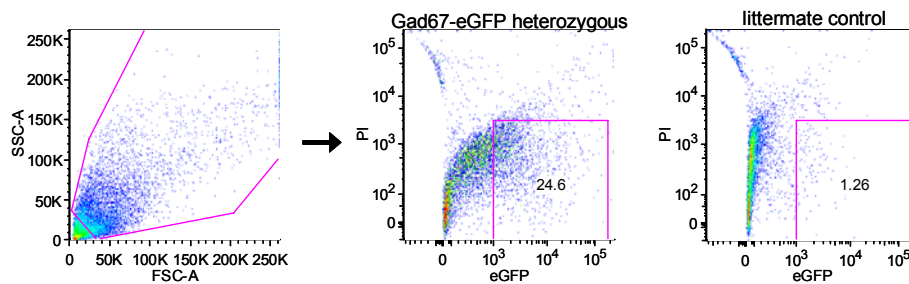 Gad67-eGFP heterozygous
littermate control
250K
200K
150K
100K
50K
0
SSC-A
0 50K 100K 150K 200K 250K
FSC-A
10^5
10^4
10^3
10^2
0
PI
24.6
0 10^3 10^4 10^5
eGFP
10^5
10^4
10^3
10^2
0
PI
1.26
0 10^3 10^4 10^5
eGFP